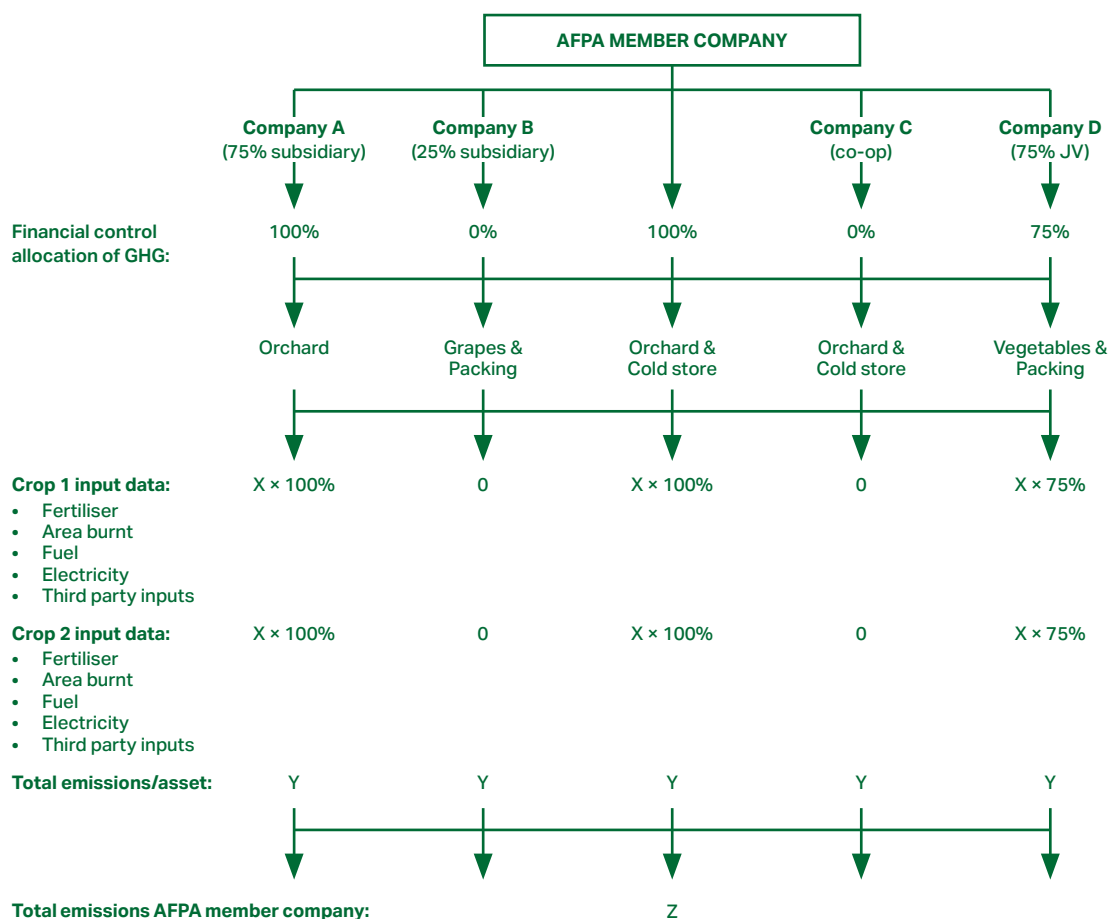 AFPA MEMBER COMPANY
Company A
(75% subsidiary)
Company B
(25% subsidiary)
Company C
(co-op)
Company D
(75% JV)
Financial control
allocation of GHG:
100%
0%
100%
0%
75%
Orchard
Grapes &
Packing
Orchard &
Cold store
Orchard &
Cold store
Vegetables &
Packing
Crop 1 input data:
X × 100%
0
X × 100%
0
X × 75%
• Fertiliser
• Area burnt
• Fuel
• Electricity
• Third party inputs
Crop 2 input data:
X × 100%
0
X × 100%
0
X × 75%
• Fertiliser
• Area burnt
• Fuel
• Electricity
• Third party inputs
Total emissions/asset:
Y
Y
Y
Y
Y
Total emissions AFPA member company:
Z